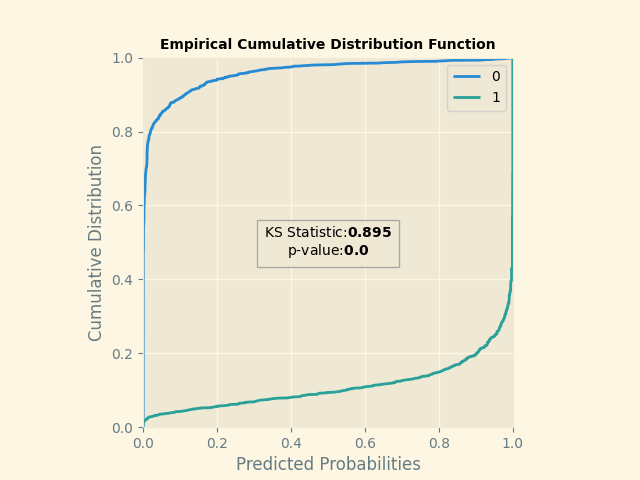 Empirical Cumulative Distribution Function
1.0
0.8
0.6
0.4
0.2
0.0
Cumulative Distribution
0
1
KS Statistic:0.895
p-value:0.0
0.0 0.2 0.4 0.6 0.8 1.0
Predicted Probabilities